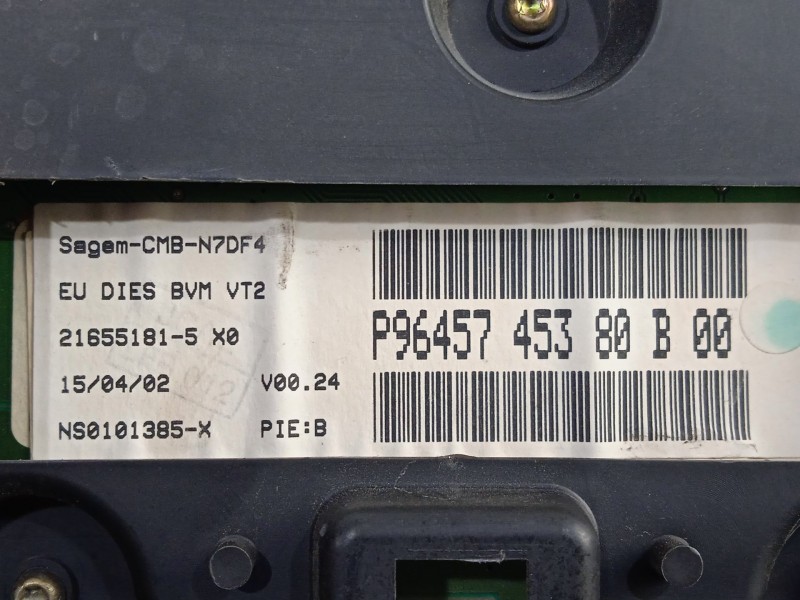 Sagem-CMB-N7DF4
EU DIES BVM VT2
21655181-5 X0
15/04/02 V00.24
NS0101385-X PIE:B
P96457 453 80 B 00